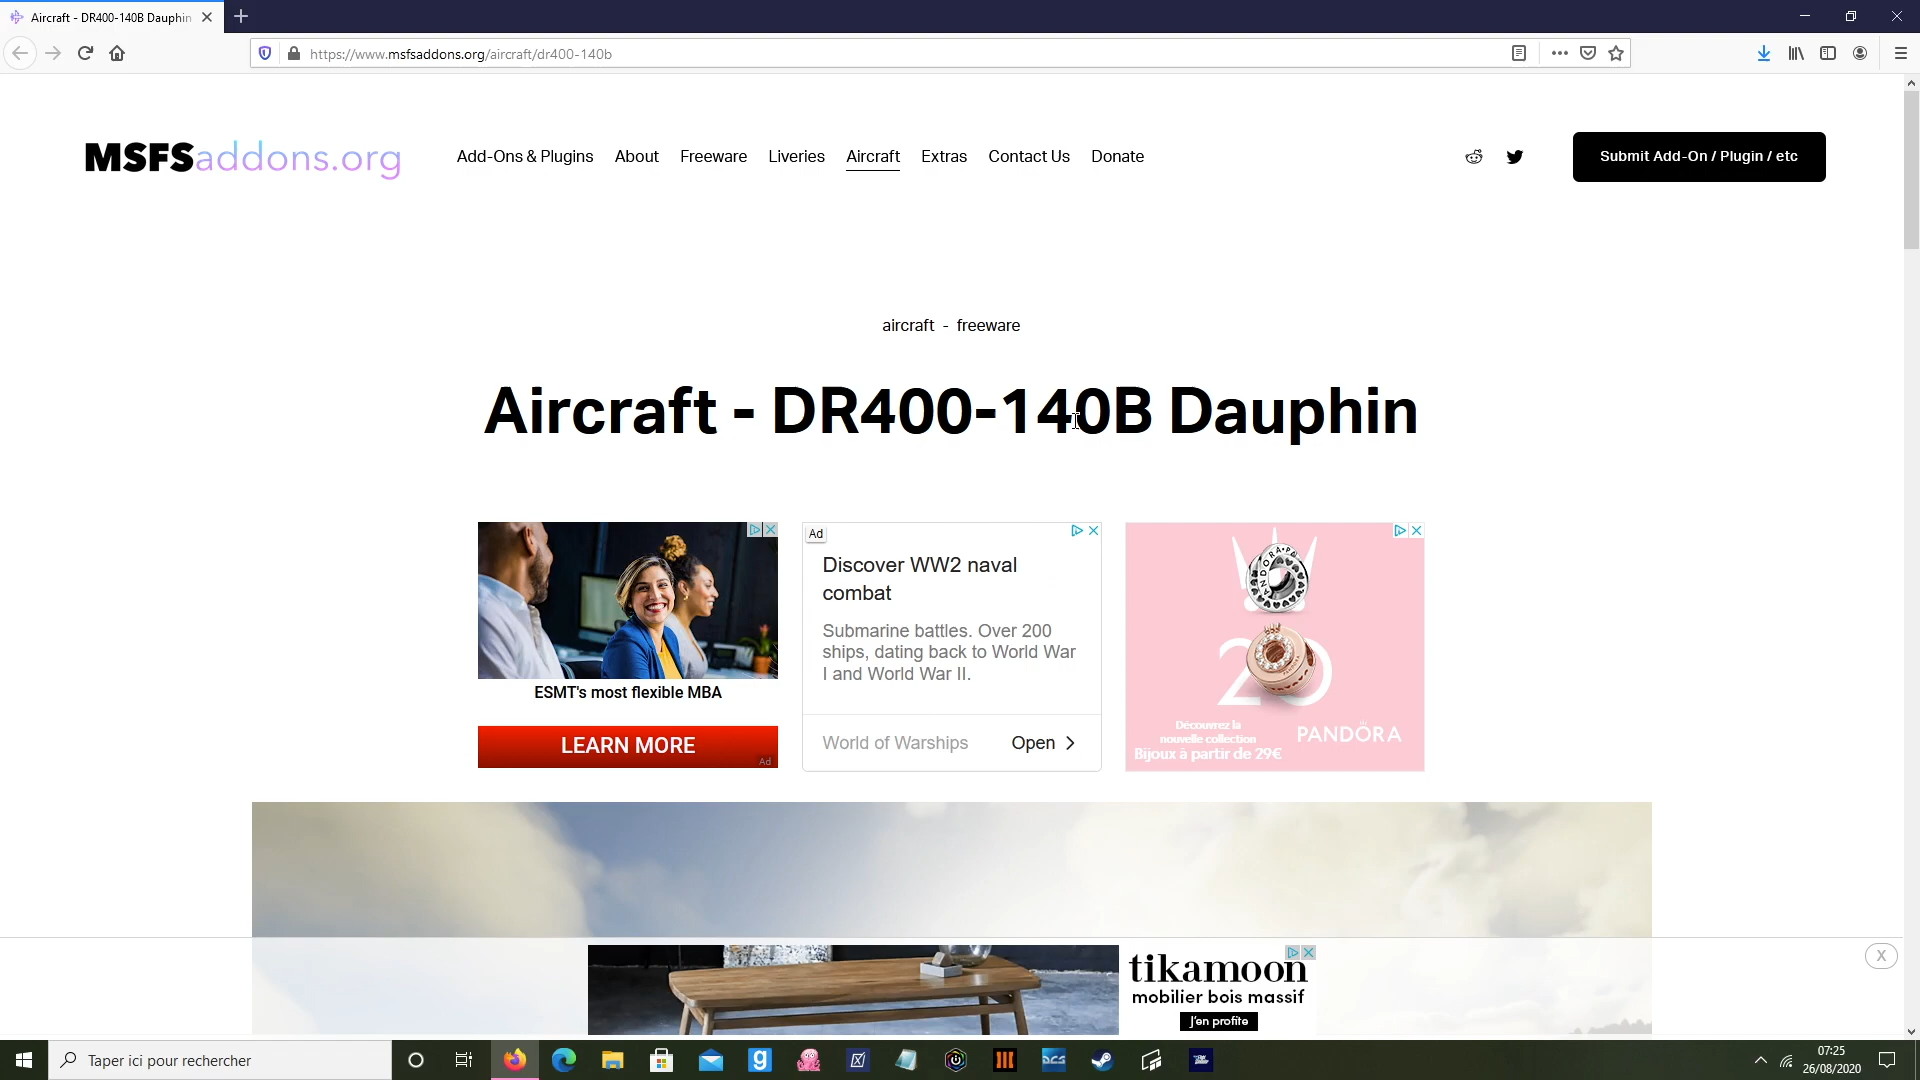 Aircraft - DR400-140B Dauphin
https://www.msfsaddons.org/aircraft/dr400-140b
MSFSaddons.org
Add-Ons & Plugins About Freeware Liveries Aircraft Extras Contact Us Donate
Submit Add-On / Plugin / etc
aircraft - freeware
Aircraft - DR400-140B Dauphin
ESMT's most flexible MBA
LEARN MORE
Ad
Ad
Discover WW2 naval
combat
Submarine battles. Over 200
ships, dating back to World War
I and World War II.
World of Warships Open
20
Découvrez la
nouvelle collection
Bijoux à partir de 29€
PANDÖRA
tikamoon
mobilier bois massif
J'en profite
X
Taper ici pour rechercher
DCS
07:25
26/08/2020